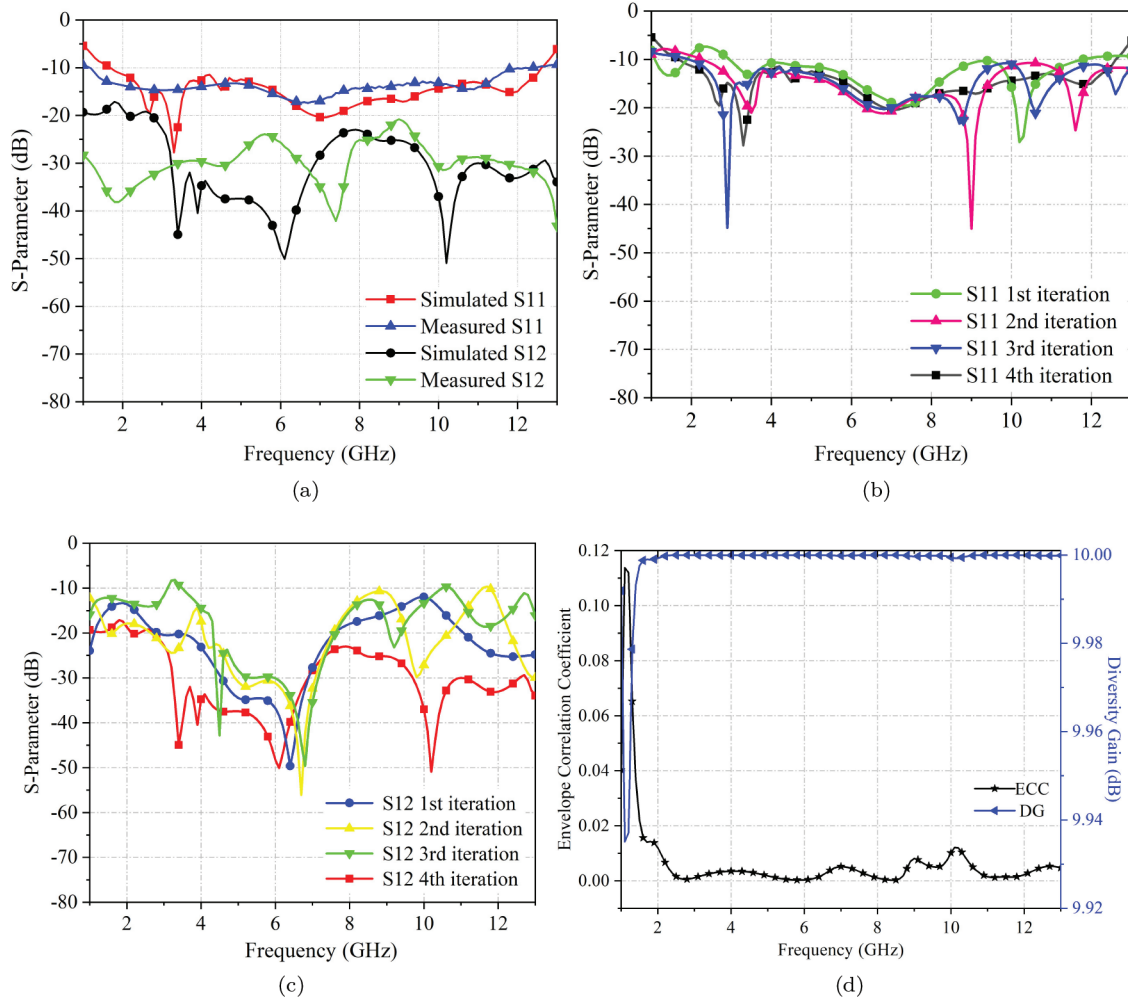 0
-10
-20
-30
-40
-50
-60
-70
-80
S-Parameter (dB)
Simulated S11
Measured S11
Simulated S12
Measured S12
2 4 6 8 10 12
Frequency (GHz)
(a)
0
-10
-20
-30
-40
-50
-60
-70
-80
S-Parameter (dB)
S11 1st iteration
S11 2nd iteration
S11 3rd iteration
S11 4th iteration
2 4 6 8 10 12
Frequency (GHz)
(b)
0
-10
-20
-30
-40
-50
-60
-70
-80
S-Parameter (dB)
S12 1st iteration
S12 2nd iteration
S12 3rd iteration
S12 4th iteration
2 4 6 8 10 12
Frequency (GHz)
(c)
0.12
0.10
0.08
0.06
0.04
0.02
0.00
Envelope Correlation Coefficient
ECC
DG
10.00
9.98
9.96
9.94
9.92
Diversity Gain (dB)
2 4 6 8 10 12
Frequency (GHz)
(d)